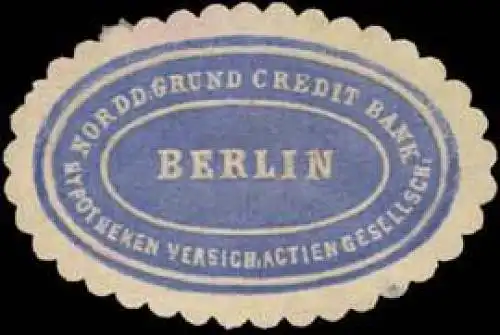 NORDD. GRUND CREDIT BANK
BERLIN
HYPOTHEKEN VERSICH. ACTIENGESELLSCH.